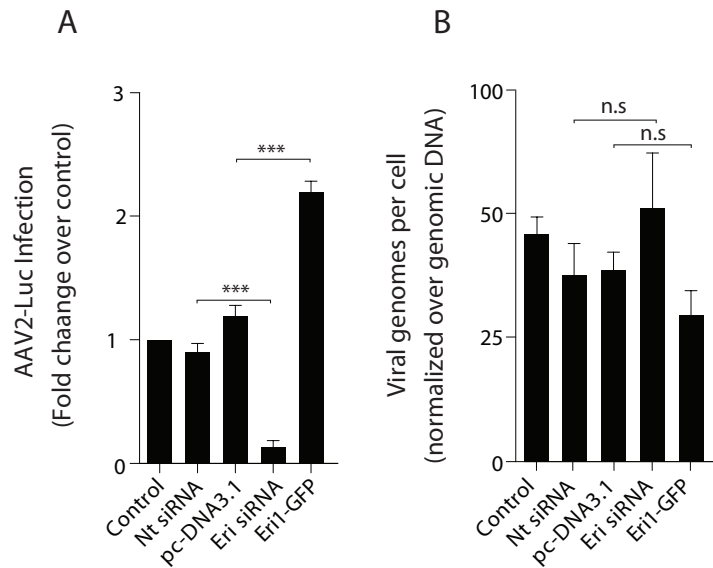 A
AAV2-Luc Infection
(Fold chaange over control)
3
2
1
0
***
***
Control
Nt siRNA
pc-DNA3.1
Eri siRNA
Eri1-GFP
B
Viral genomes per cell
(normalized over genomic DNA)
100
50
25
0
n.s
n.s
Control
Nt siRNA
pc-DNA3.1
Eri siRNA
Eri1-GFP